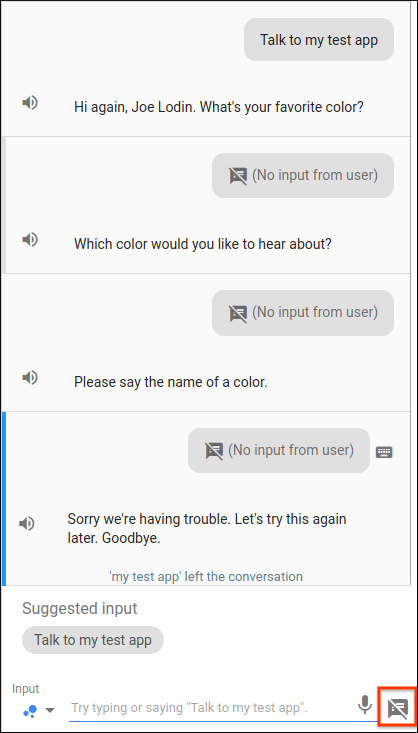 Talk to my test app
Hi again, Joe Lodin. What's your favorite color?
(No input from user)
Which color would you like to hear about?
(No input from user)
Please say the name of a color.
(No input from user)
Sorry we're having trouble. Let's try this again
later. Goodbye.
'my test app' left the conversation
Suggested input
Talk to my test app
Input
Try typing or saying "Talk to my test app".